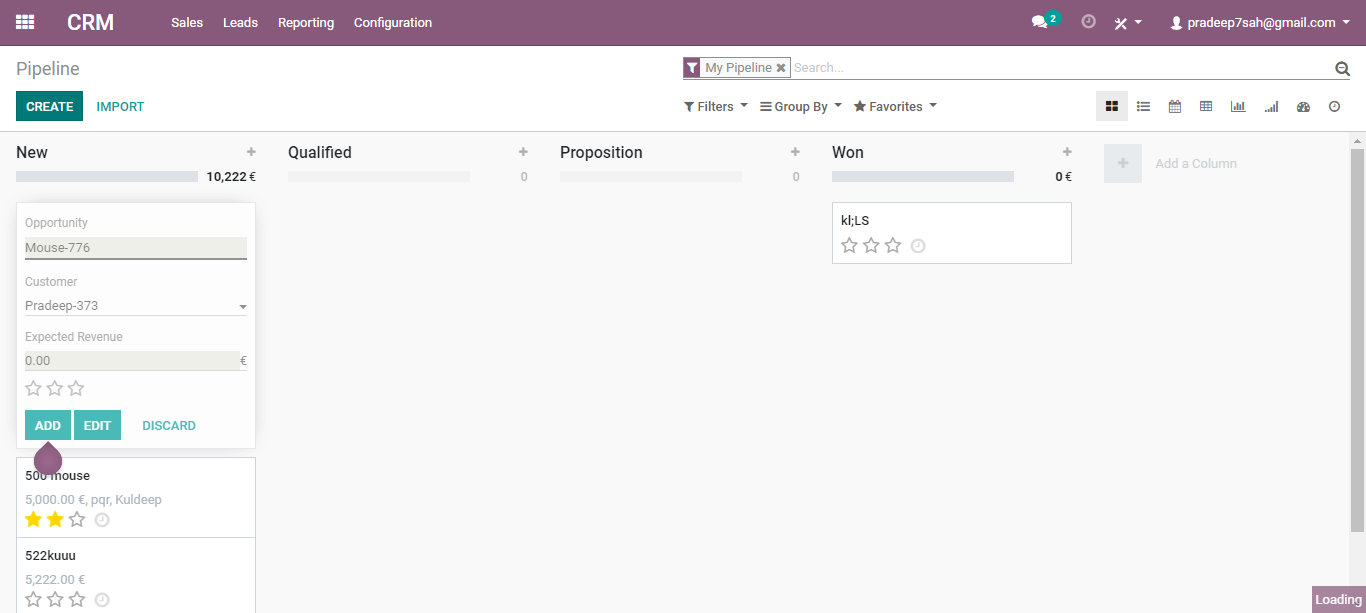 CRM Sales Leads Reporting Configuration 2 pradeep7sah@gmail.com
Pipeline My Pipeline Search...
CREATE IMPORT Filters Group By Favorites
New Qualified Proposition Won Add a Column
10,222 € 0 0 0 €
Opportunity
Mouse-776
Customer
Pradeep-373
Expected Revenue
0.00 €
ADD EDIT DISCARD
kl;LS
500 mouse
5,000.00 €, pqr, Kuldeep
522kuuu
5,222.00 €
Loading